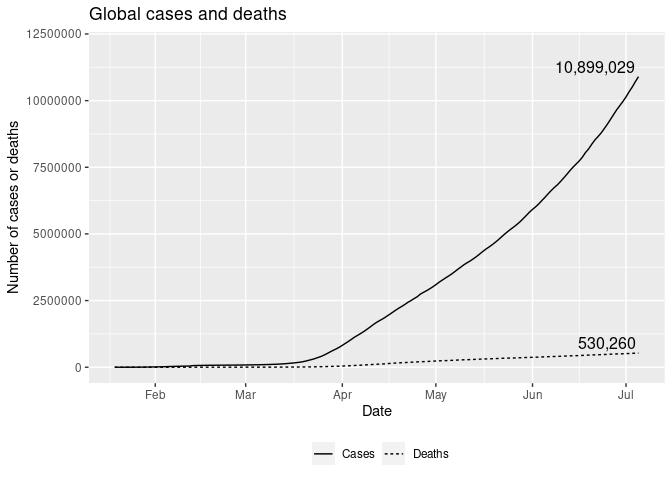 Global cases and deaths
12500000
10000000
7500000
5000000
2500000
0
Number of cases or deaths
10,899,029
530,260
Feb Mar Apr May Jun Jul
Date
Cases Deaths